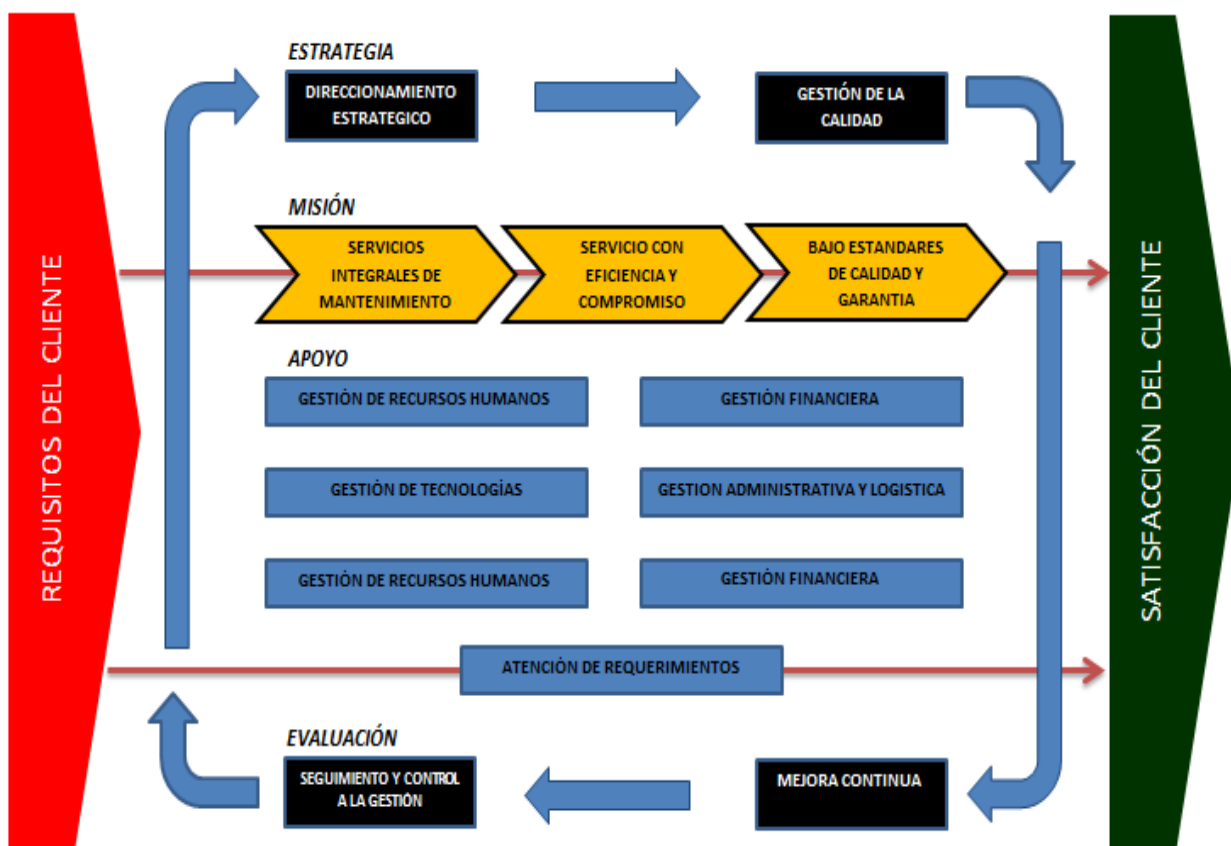 REQUISITOS DEL CLIENTE
ESTRATEGIA
DIRECCIONAMIENTO
ESTRATEGICO
GESTIÓN DE LA
CALIDAD
MISIÓN
SERVICIOS
INTEGRALES DE
MANTENIMIENTO
SERVICIO CON
EFICIENCIA Y
COMPROMISO
BAJO ESTANDARES
DE CALIDAD Y
GARANTIA
APOYO
GESTIÓN DE RECURSOS HUMANOS
GESTIÓN FINANCIERA
GESTIÓN DE TECNOLOGÍAS
GESTION ADMINISTRATIVA Y LOGISTICA
GESTIÓN DE RECURSOS HUMANOS
GESTIÓN FINANCIERA
ATENCIÓN DE REQUERIMIENTOS
EVALUACIÓN
SEGUIMIENTO Y CONTROL
A LA GESTIÓN
MEJORA CONTINUA
SATISFACCIÓN DEL CLIENTE